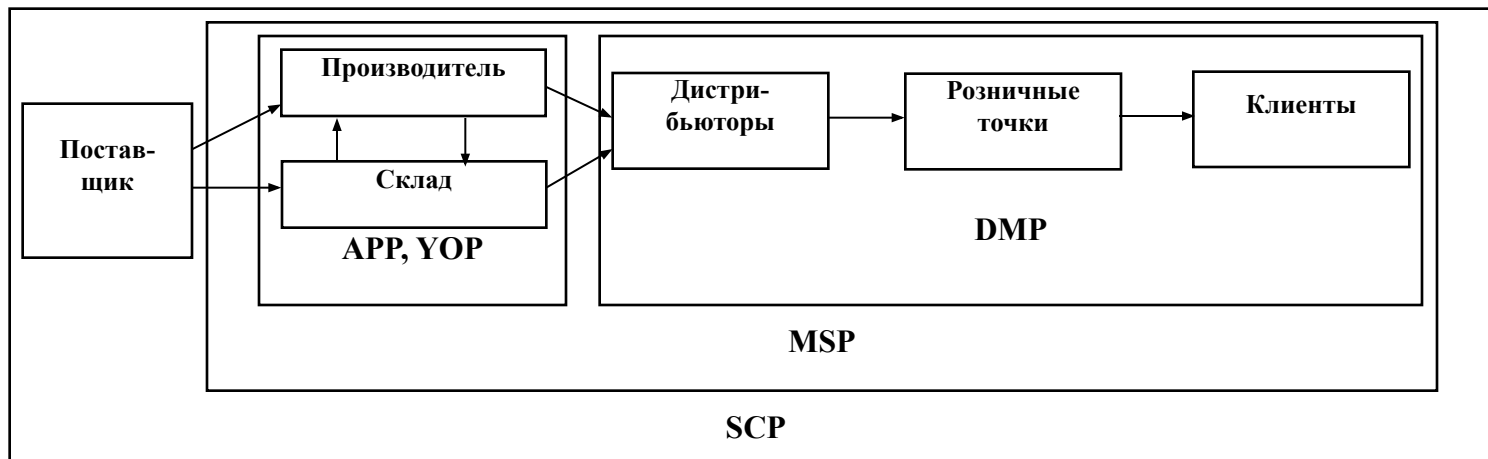 Производитель
Дистри-
бьюторы
Розничные
точки
Клиенты
Постав-
щик
Склад
APP, YOP
DMP
MSP
SCP